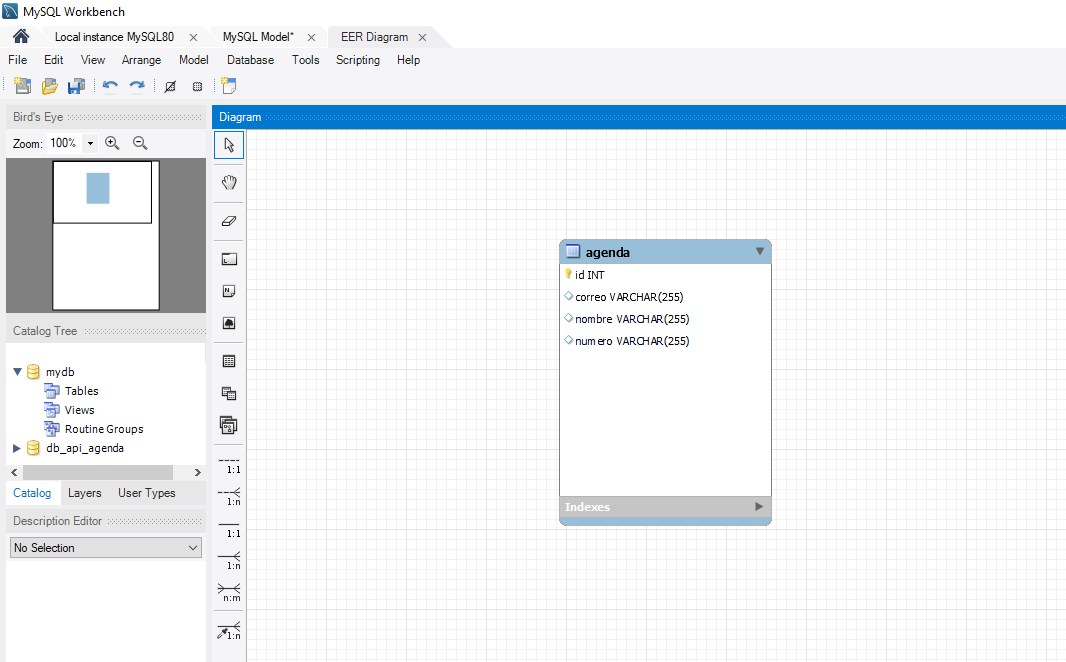 MySQL Workbench
Local instance MySQL80 MySQL Model* EER Diagram
File Edit View Arrange Model Database Tools Scripting Help
Bird's Eye
Zoom: 100%
Catalog Tree
mydb
Tables
Views
Routine Groups
db_api_agenda
Catalog Layers User Types
Description Editor
No Selection
Diagram
1:1
1:n
1:1
1:n
n:m
1:n
agenda
id INT
correo VARCHAR(255)
nombre VARCHAR(255)
numero VARCHAR(255)
Indexes